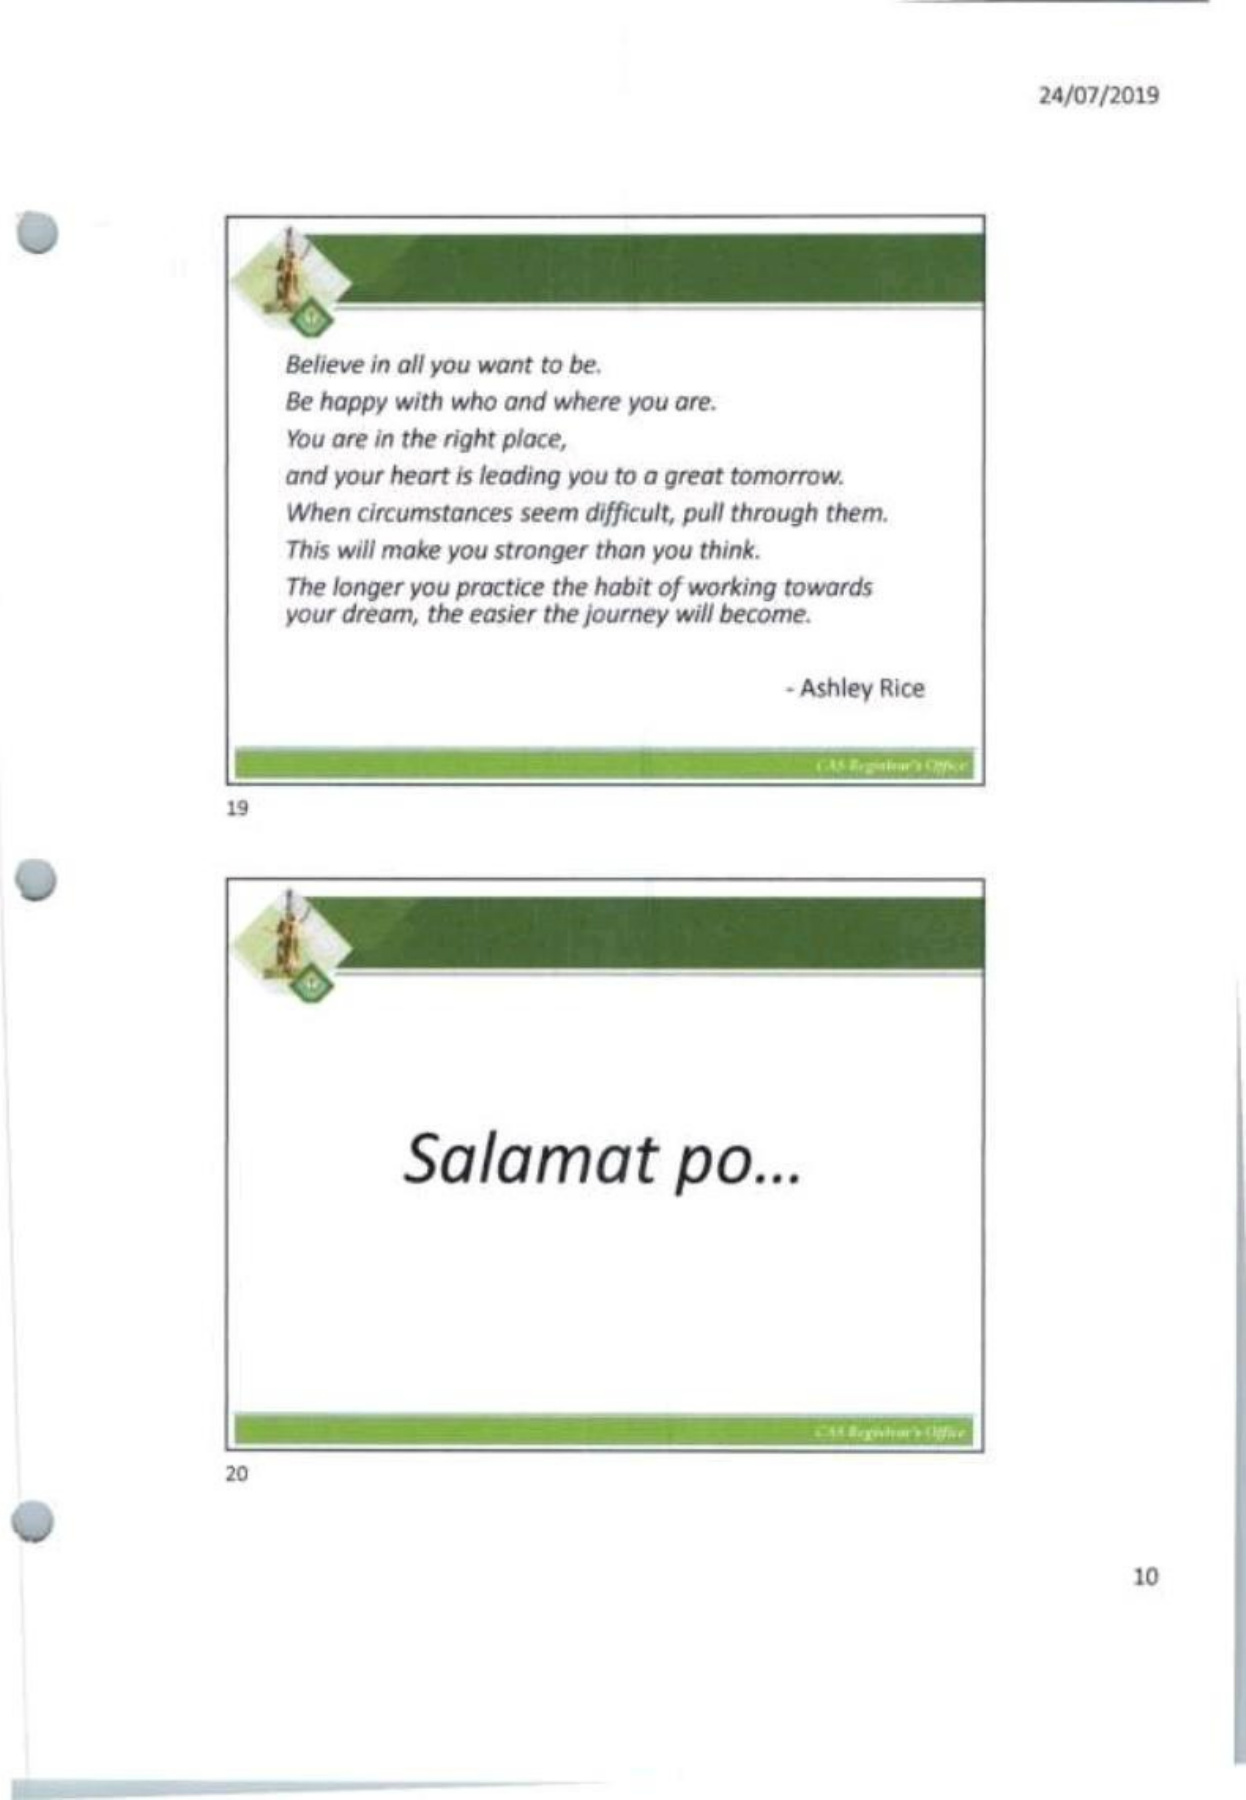 24/07/2019
Believe in all you want to be.
Be happy with who and where you are.
You are in the right place,
and your heart is leading you to a great tomorrow.
When circumstances seem difficult, pull through them.
This will make you stronger than you think.
The longer you practice the habit of working towards
your dream, the easier the journey will become.
- Ashley Rice
CAS Registrar's Office
19
Salamat po...
CAS Registrar's Office
20
10